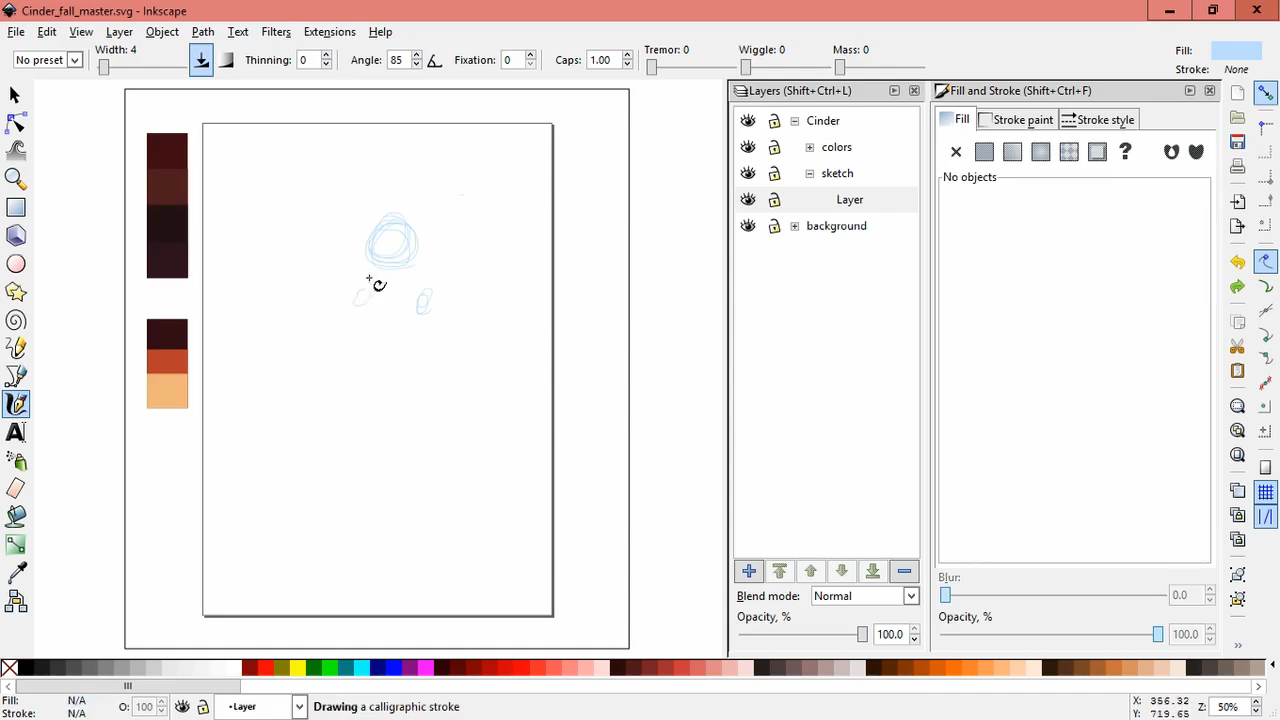 Cinder_fall_master.svg - Inkscape
File Edit View Layer Object Path Text Filters Extensions Help
No preset Width: 4 Thinning: 0 Angle: 85 Fixation: 0 Caps: 1.00 Tremor: 0 Wiggle: 0 Mass: 0 Fill:
Stroke: None
Layers (Shift+Ctrl+L)
Cinder
colors
sketch
Layer
background
Blend mode: Normal
Opacity, %
100.0
Fill and Stroke (Shift+Ctrl+F)
Fill Stroke paint Stroke style
?
No objects
Blur:
0.0
Opacity, %
100.0
Fill: N/A
Stroke: N/A
O: 100
•Layer
Drawing a calligraphic stroke
X: 356.32
Y: 719.65
Z: 50%